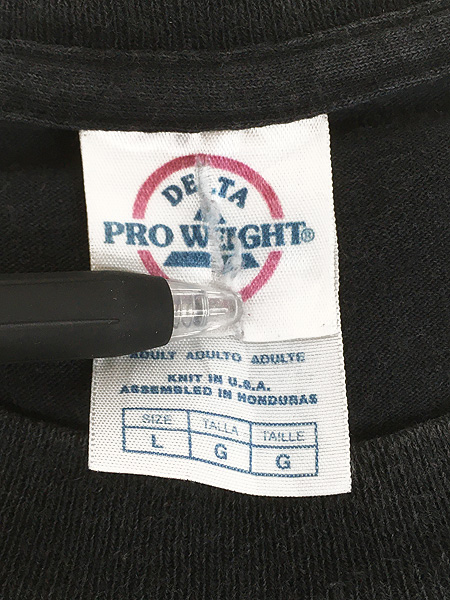 DELTA
PRO WEIGHT®
ADULT ADULTO ADULTE
KNIT IN U.S.A.
ASSEMBLED IN HONDURAS
SIZE TALLA TAILLE
L G G